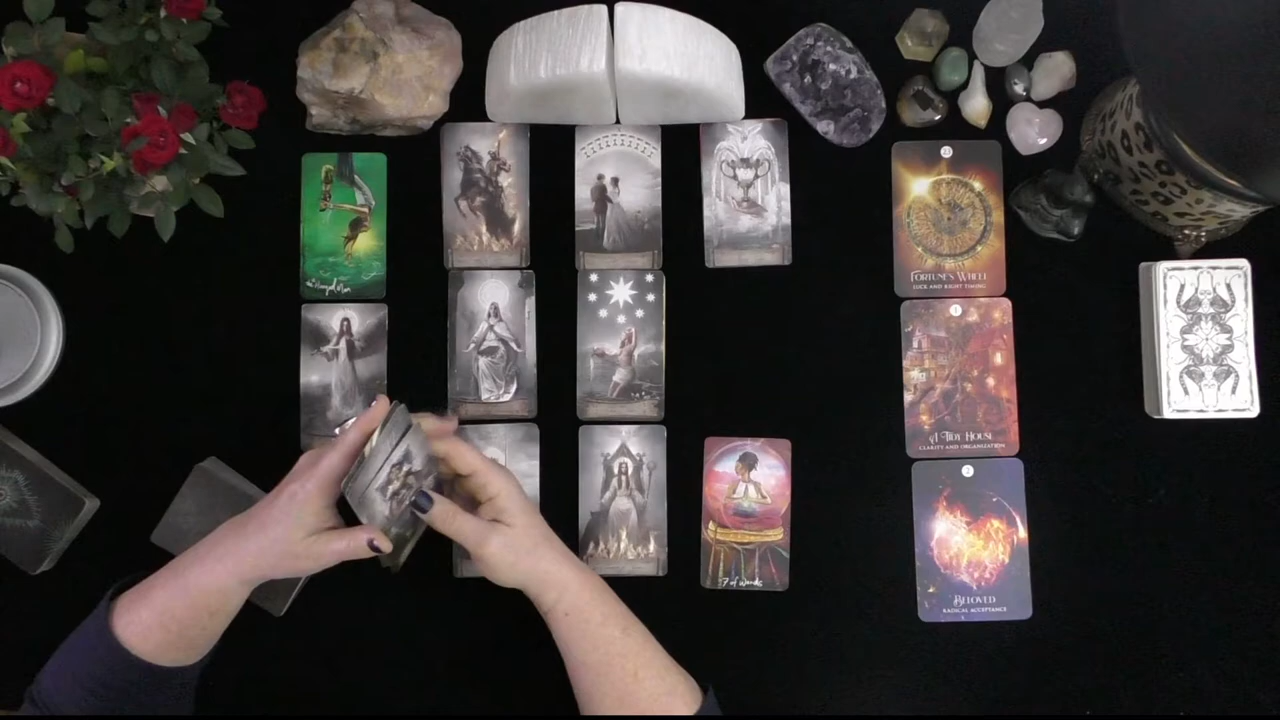 the Hanged Man
23
FORTUNE'S WHEEL
LUCK AND RIGHT TIMING
1
A TIDY HOUSE
CLARITY AND ORGANIZATION
7 of Wands
2
BELOVED
RADICAL ACCEPTANCE